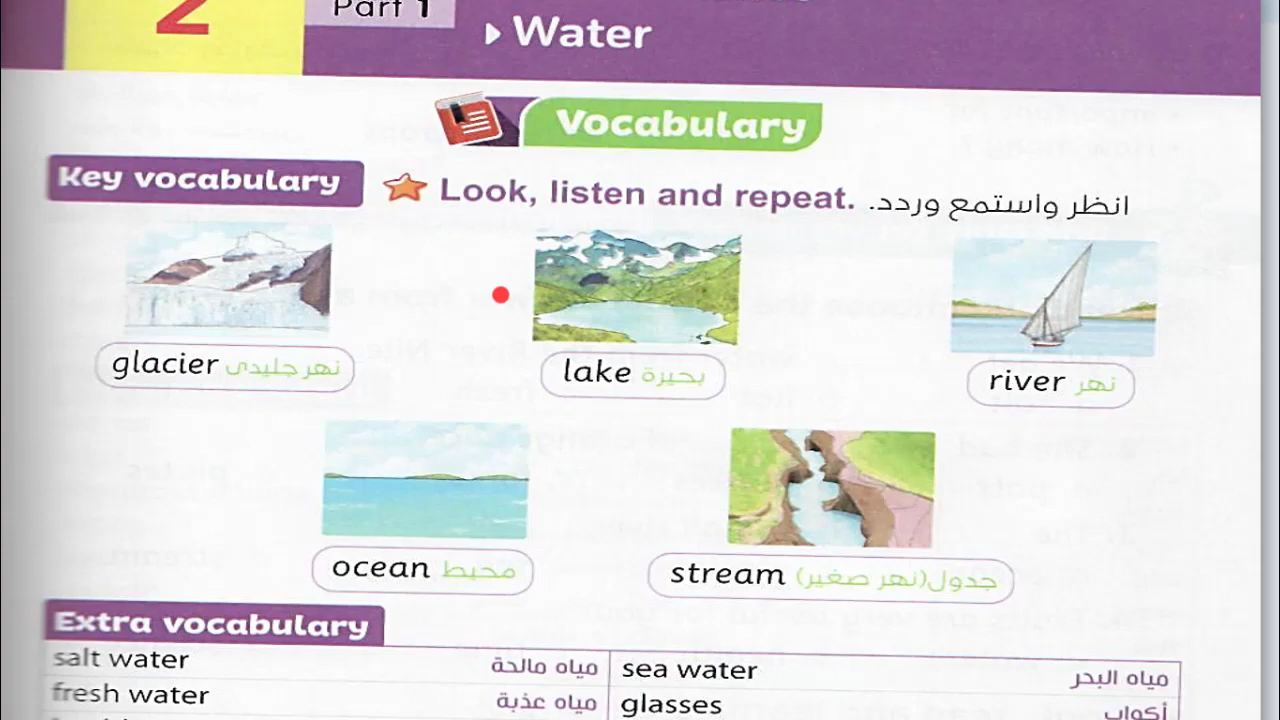 2
Part 1
Water
Vocabulary
Key vocabulary
Look, listen and repeat. انظر واستمع وردد.
glacier نهر جليدى
lake بحيرة
river نهر
ocean محيط
stream جدول(نهر صغير)
Extra vocabulary
salt water مياه مالحة
sea water مياه البحر
fresh water مياه عذبة
glasses أكواب